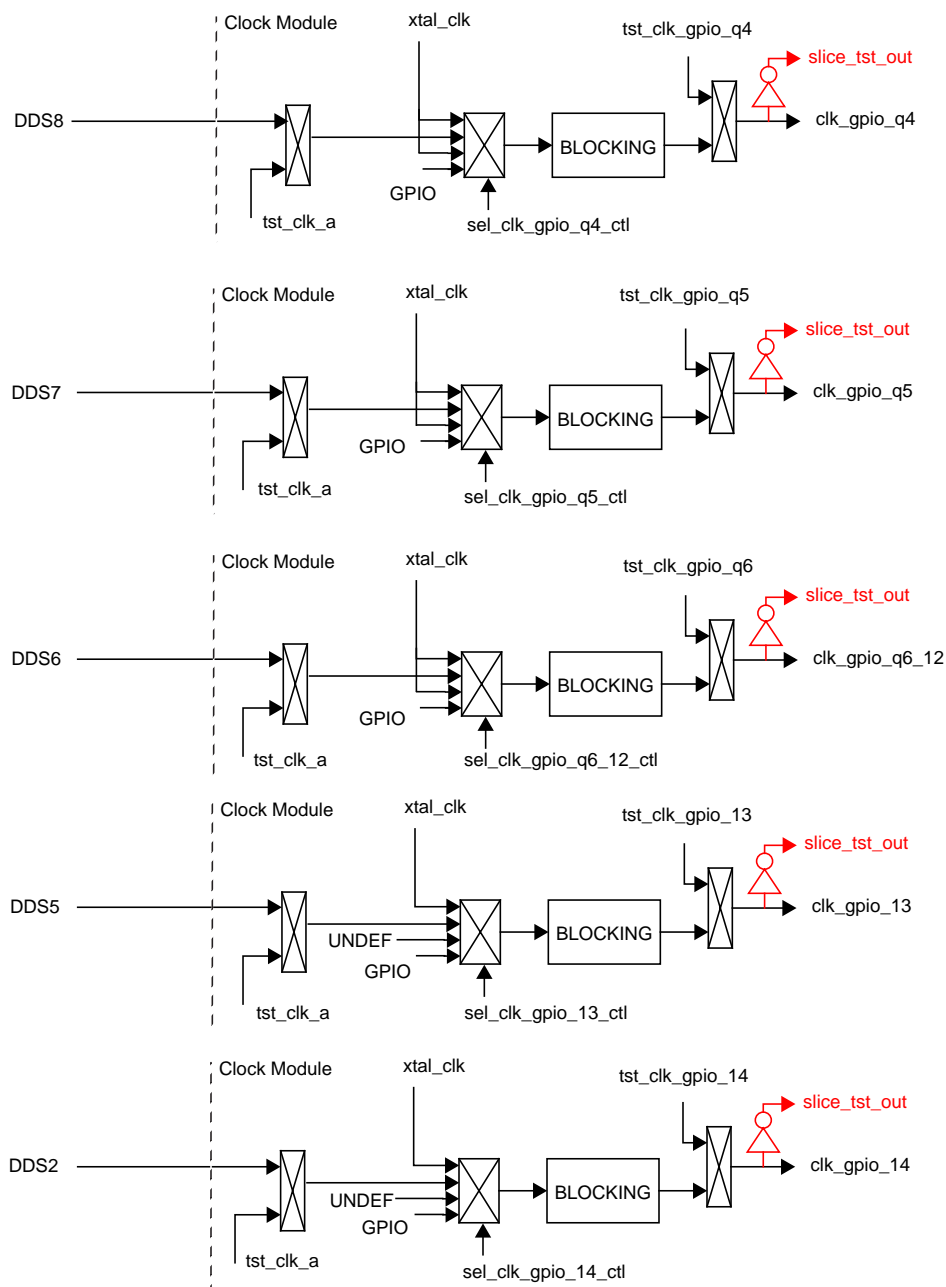 Clock Module
xtal_clk
tst_clk_gpio_q4
slice_tst_out
DDS8
clk_gpio_q4
BLOCKING
GPIO
tst_clk_a
sel_clk_gpio_q4_ctl
Clock Module
xtal_clk
tst_clk_gpio_q5
slice_tst_out
DDS7
clk_gpio_q5
BLOCKING
GPIO
tst_clk_a
sel_clk_gpio_q5_ctl
Clock Module
xtal_clk
tst_clk_gpio_q6
slice_tst_out
DDS6
clk_gpio_q6_12
BLOCKING
GPIO
tst_clk_a
sel_clk_gpio_q6_12_ctl
Clock Module
xtal_clk
tst_clk_gpio_13
slice_tst_out
DDS5
clk_gpio_13
BLOCKING
UNDEF
GPIO
tst_clk_a
sel_clk_gpio_13_ctl
Clock Module
xtal_clk
tst_clk_gpio_14
slice_tst_out
DDS2
clk_gpio_14
BLOCKING
UNDEF
GPIO
tst_clk_a
sel_clk_gpio_14_ctl